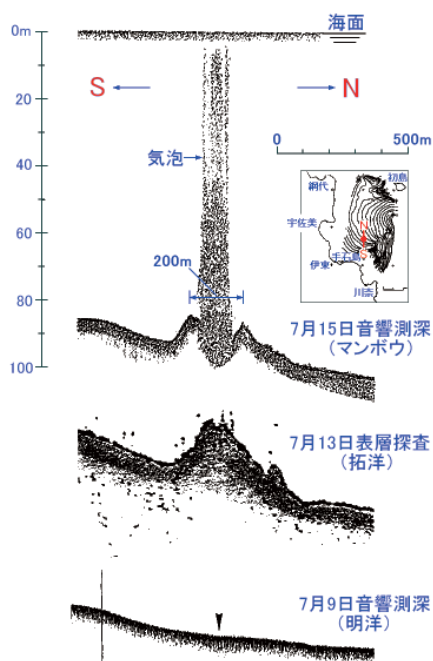 海面
0m
20
40
60
80
100
S
N
0
500m
気泡
200m
網代
初島
宇佐美
N
手石島
S
伊東
川奈
7月15日音響測深
(マンボウ)
7月13日表層探査
(拓洋)
7月9日音響測深
(明洋)